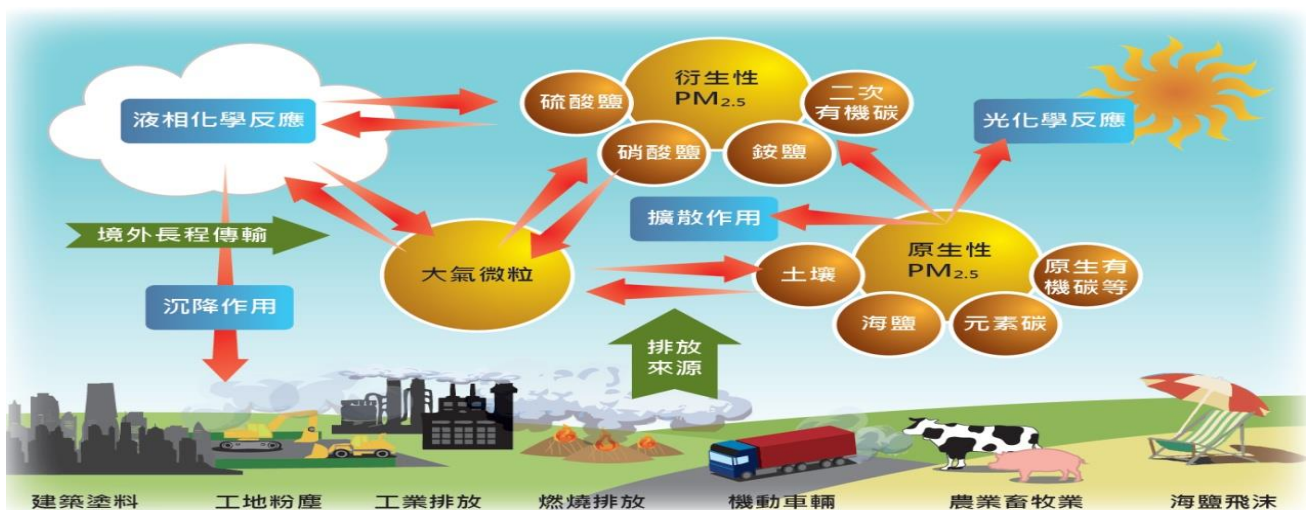 衍生性
PM2.5
硫酸鹽
二次
有機碳
硝酸鹽
銨鹽
液相化學反應
光化學反應
境外長程傳輸
擴散作用
大氣微粒
原生性
PM2.5
土壤
原生有
機碳等
海鹽
元素碳
沉降作用
排放
來源
建築塗料
工地粉塵
工業排放
燃燒排放
機動車輛
農業畜牧業
海鹽飛沫